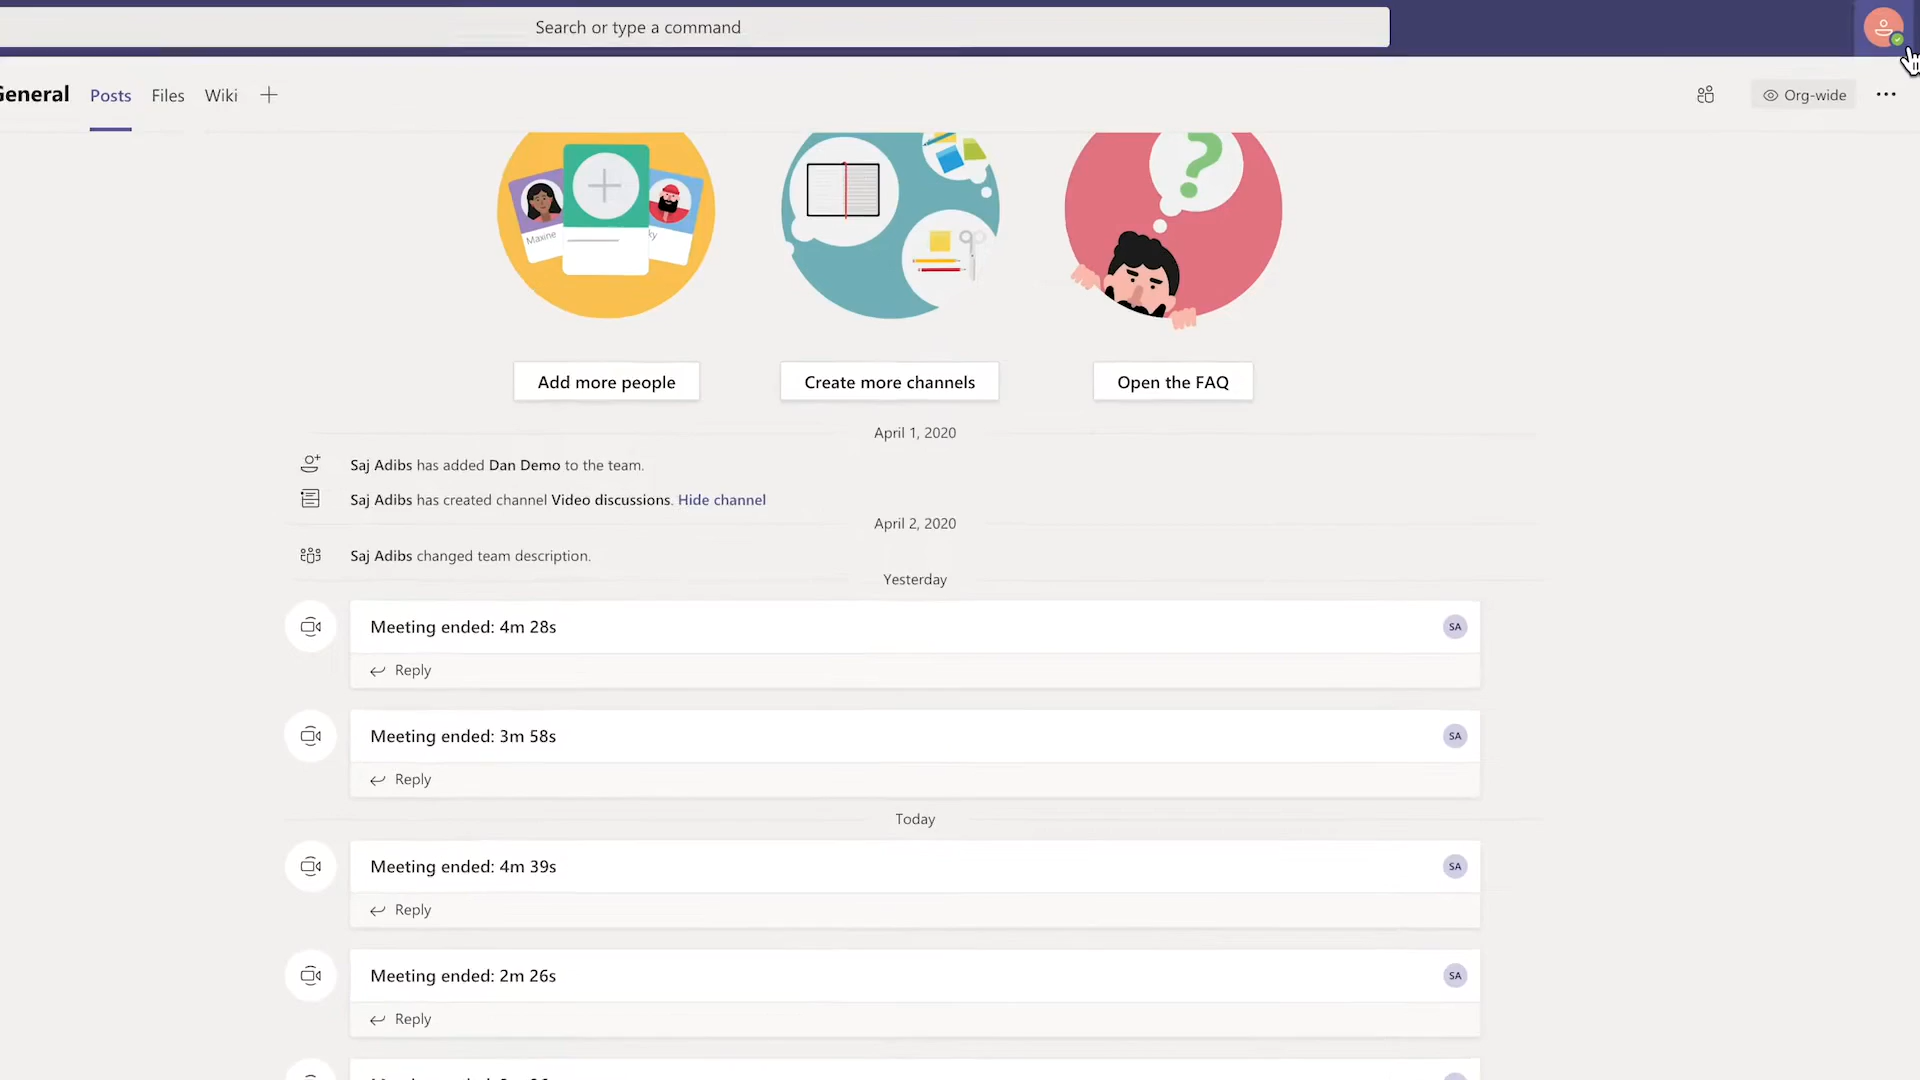 Search or type a command
General Posts Files Wiki
Org-wide
Maxine
ky
Add more people
Create more channels
Open the FAQ
April 1, 2020
Saj Adibs has added Dan Demo to the team.
Saj Adibs has created channel Video discussions. Hide channel
April 2, 2020
Saj Adibs changed team description.
Yesterday
Meeting ended: 4m 28s
SA
Reply
Meeting ended: 3m 58s
SA
Reply
Today
Meeting ended: 4m 39s
SA
Reply
Meeting ended: 2m 26s
SA
Reply